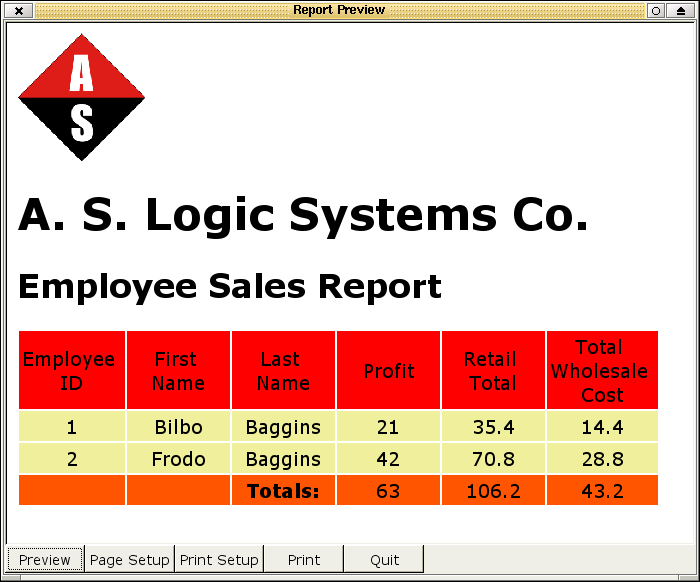 Report Preview
A
S
A. S. Logic Systems Co.
Employee Sales Report
Employee ID First Name Last Name Profit Retail Total Total Wholesale Cost
1 Bilbo Baggins 21 35.4 14.4
2 Frodo Baggins 42 70.8 28.8
Totals: 63 106.2 43.2
Preview Page Setup Print Setup Print Quit